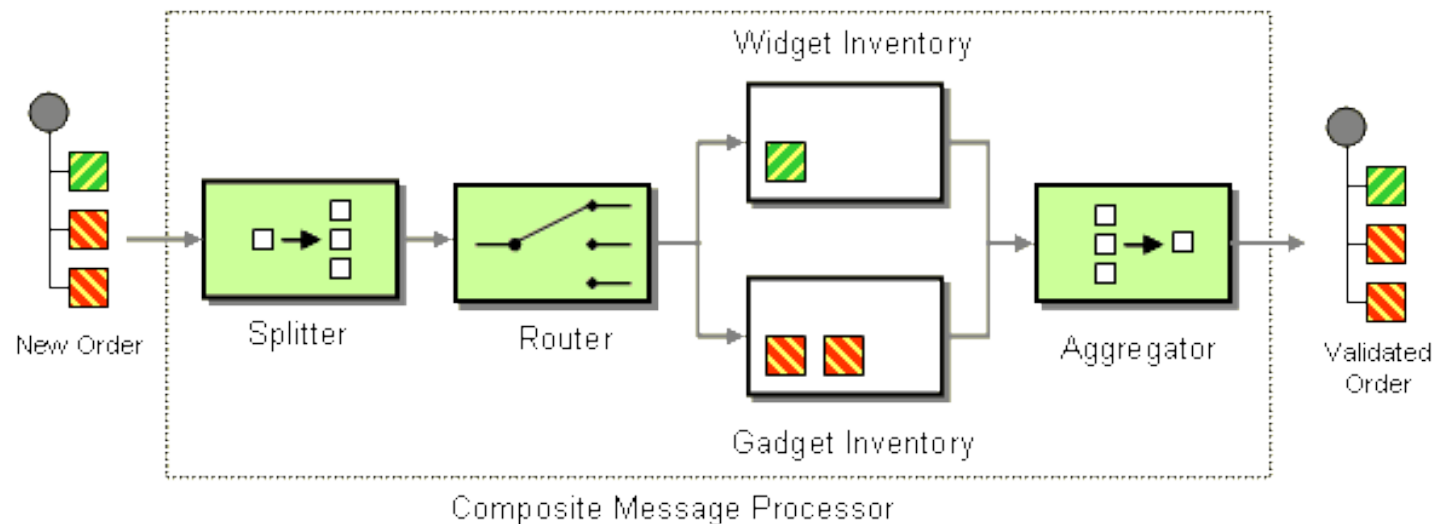 Widget Inventory
New Order
Splitter
Router
Aggregator
Validated
Order
Gadget Inventory
Composite Message Processor